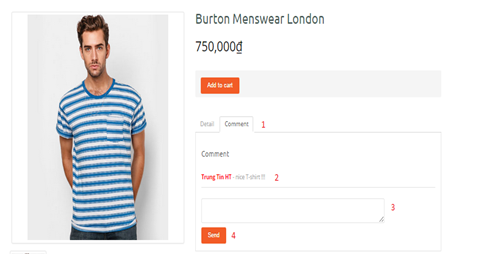 Burton Menswear London
750,000₫
Add to cart
Detail Comment 1
Comment
Trung Tin HT - nice T-shirt !!! 2
3
Send 4